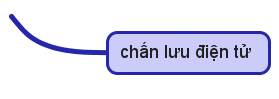 chấn lưu điện tử